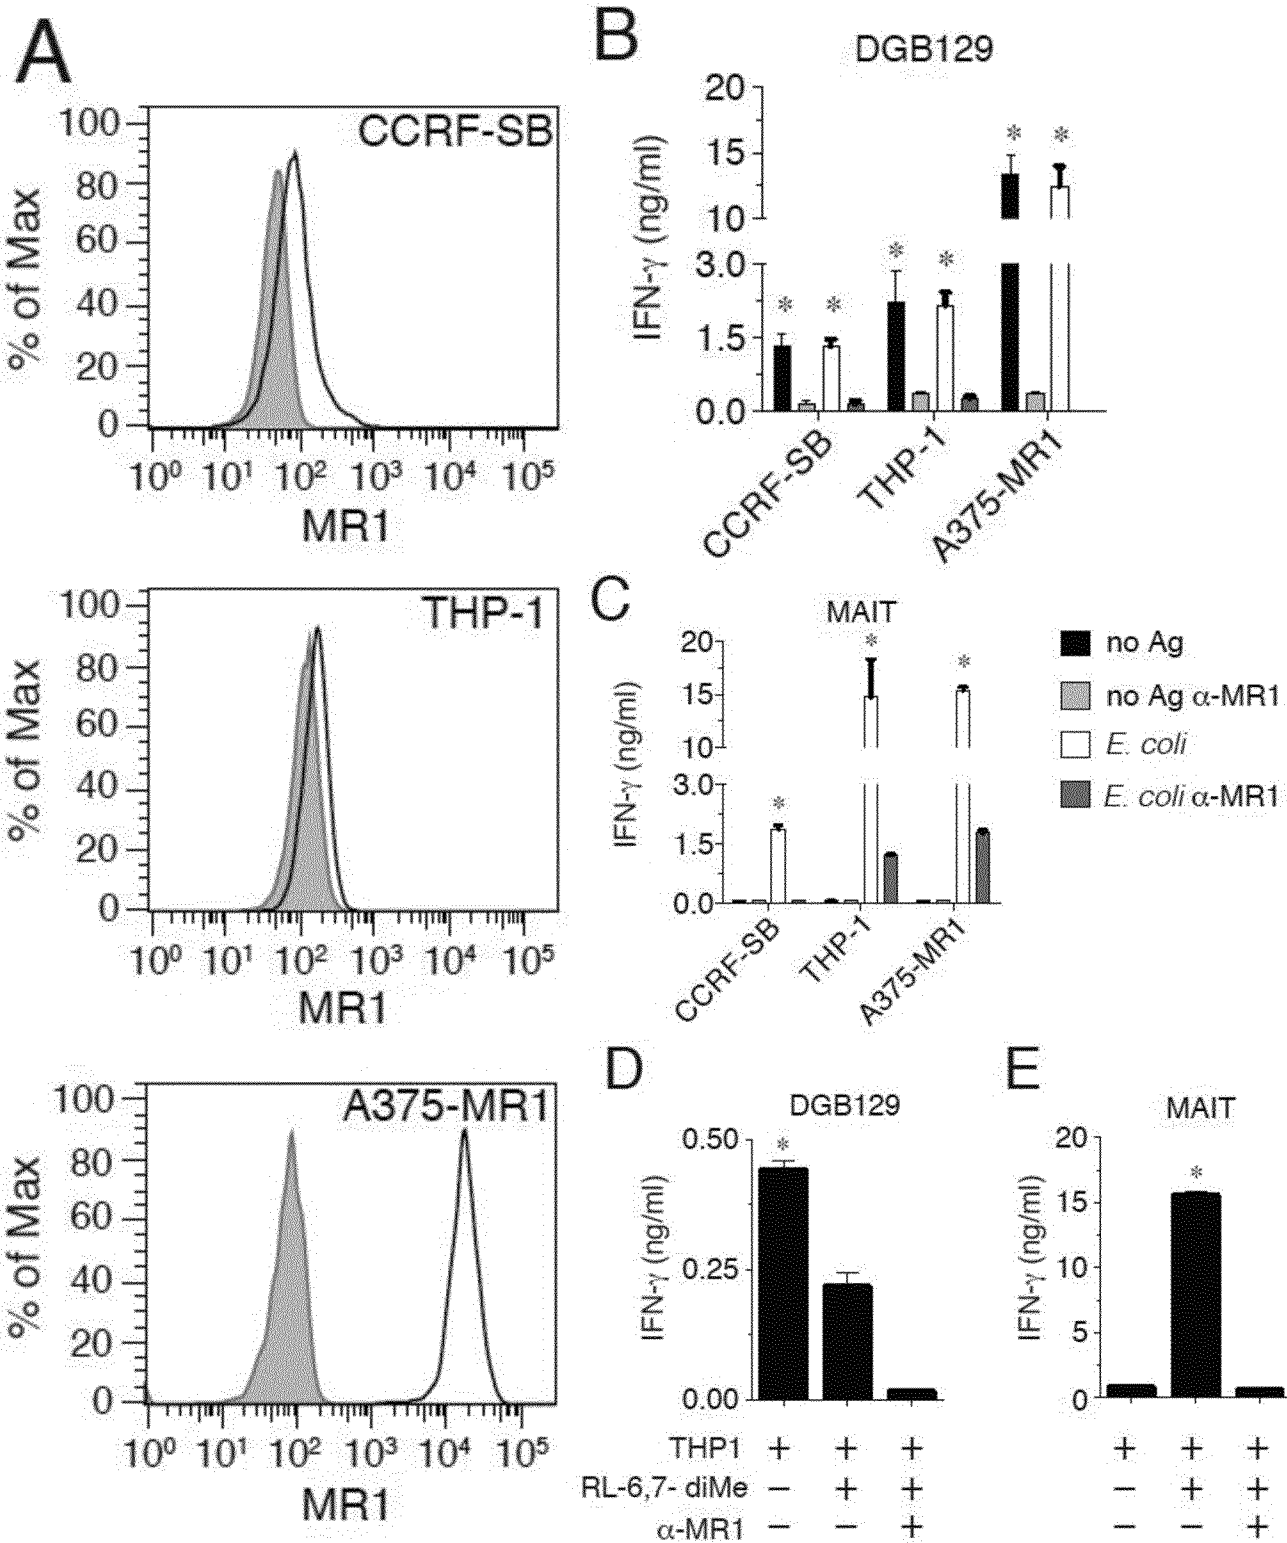 A
CCRF-SB
100
80
60
40
20
0
% of Max
10⁰ 10¹ 10² 10³ 10⁴ 10⁵
MR1
THP-1
100
80
60
40
20
0
% of Max
10⁰ 10¹ 10² 10³ 10⁴ 10⁵
MR1
A375-MR1
100
80
60
40
20
0
% of Max
10⁰ 10¹ 10² 10³ 10⁴ 10⁵
MR1
B
DGB129
20
15
10
3.0
1.5
0.0
IFN-γ (ng/ml)
* * * * * *
CCRF-SB THP-1 A375-MR1
C
MAIT
20
15
10
3.0
1.5
0.0
IFN-γ (ng/ml)
* * *
CCRF-SB THP-1 A375-MR1
no Ag
no Ag α-MR1
E. coli
E. coli α-MR1
D
DGB129
0.50
0.25
0.00
IFN-γ (ng/ml)
*
THP1 + + +
RL-6,7- diMe − + +
α-MR1 − − +
E
MAIT
20
15
10
5
0
IFN-γ (ng/ml)
*
+ + +
− + +
− − +